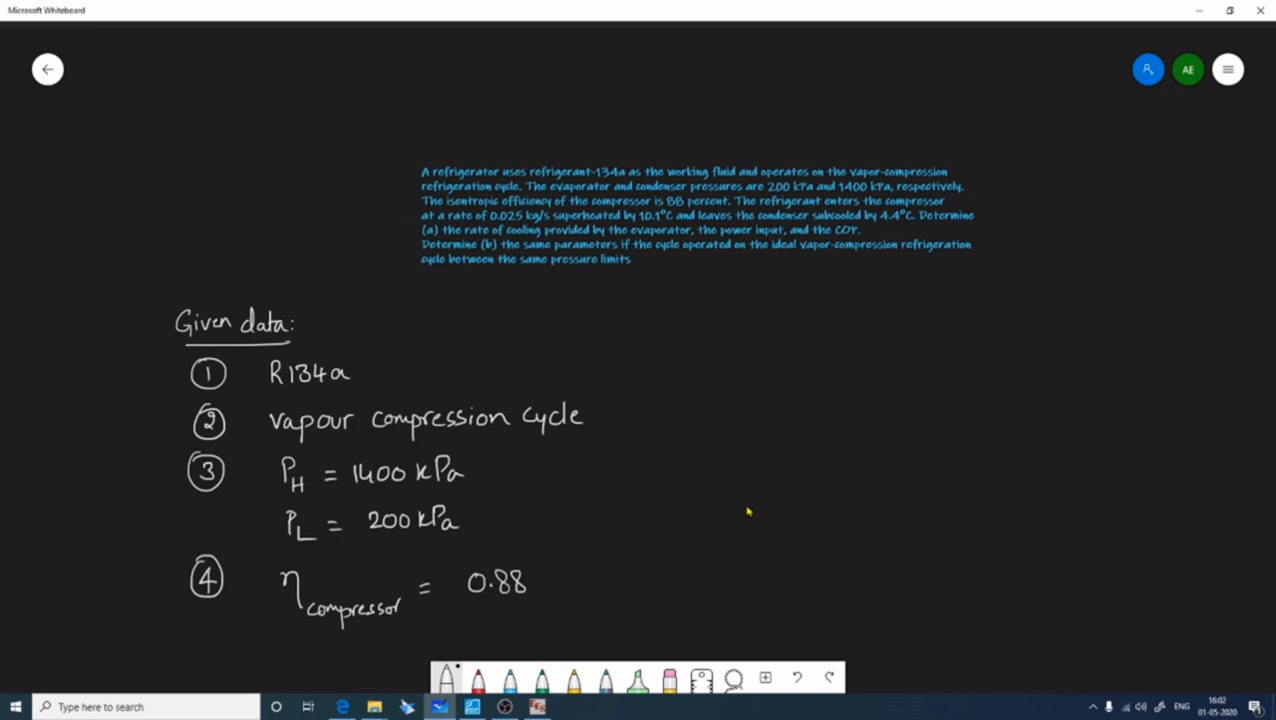 Microsoft Whiteboard
AE
A refrigerator uses refrigerant-134a as the working fluid and operates on the vapor-compression
refrigeration cycle. The evaporator and condenser pressures are 200 kPa and 1400 kPa, respectively.
The isentropic efficiency of the compressor is 88 percent. The refrigerant enters the compressor
at a rate of 0.025 kg/s superheated by 10.1°C and leaves the condenser subcooled by 4.4°C. Determine
(a) the rate of cooling provided by the evaporator, the power input, and the COP.
Determine (b) the same parameters if the cycle operated on the ideal vapor-compression refrigeration
cycle between the same pressure limits
Given data:
① R134a
② vapour compression cycle
③ P_H = 1400 kPa
P_L = 200 kPa
④ η_compressor = 0.88
Type here to search
ENG
16:02
01-05-2020